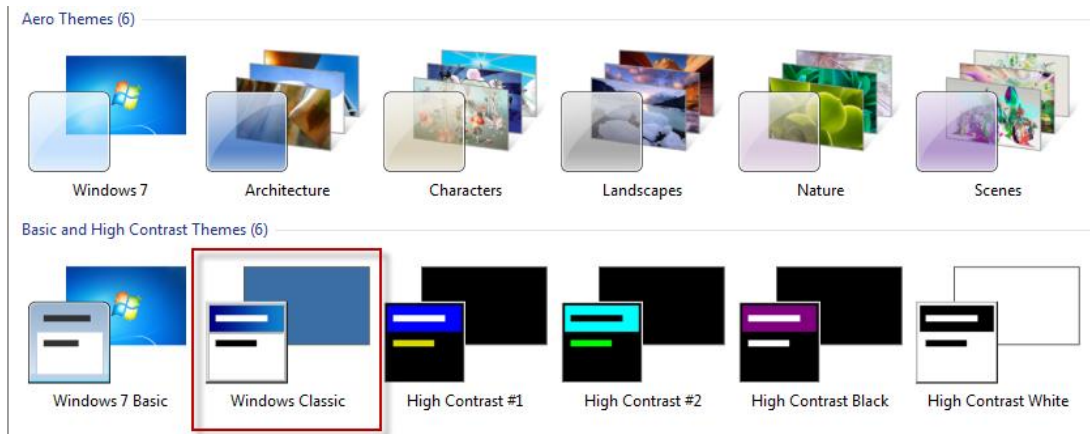 Aero Themes (6)
Windows 7 Architecture Characters Landscapes Nature Scenes
Basic and High Contrast Themes (6)
Windows 7 Basic Windows Classic High Contrast #1 High Contrast #2 High Contrast Black High Contrast White